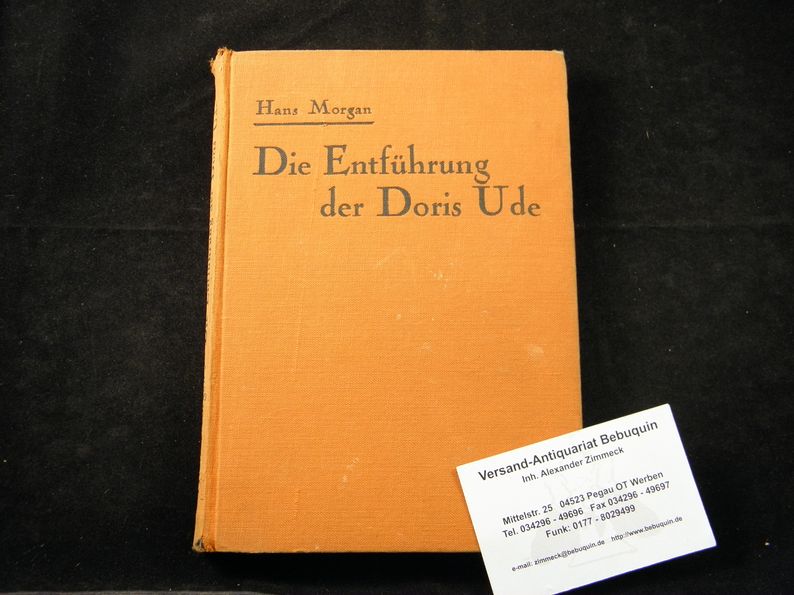 Hans Morgan
Die Entführung
der Doris Ude
Versand-Antiquariat Bebuquin
Inh. Alexander Zimmeck
Mittelstr. 25 04523 Pegau OT Werben
Tel. 034296 - 49696 Fax 034296 - 49697
Funk: 0177 - 8029499
e-mail: zimmeck@bebuquin.de http://www.bebuquin.de